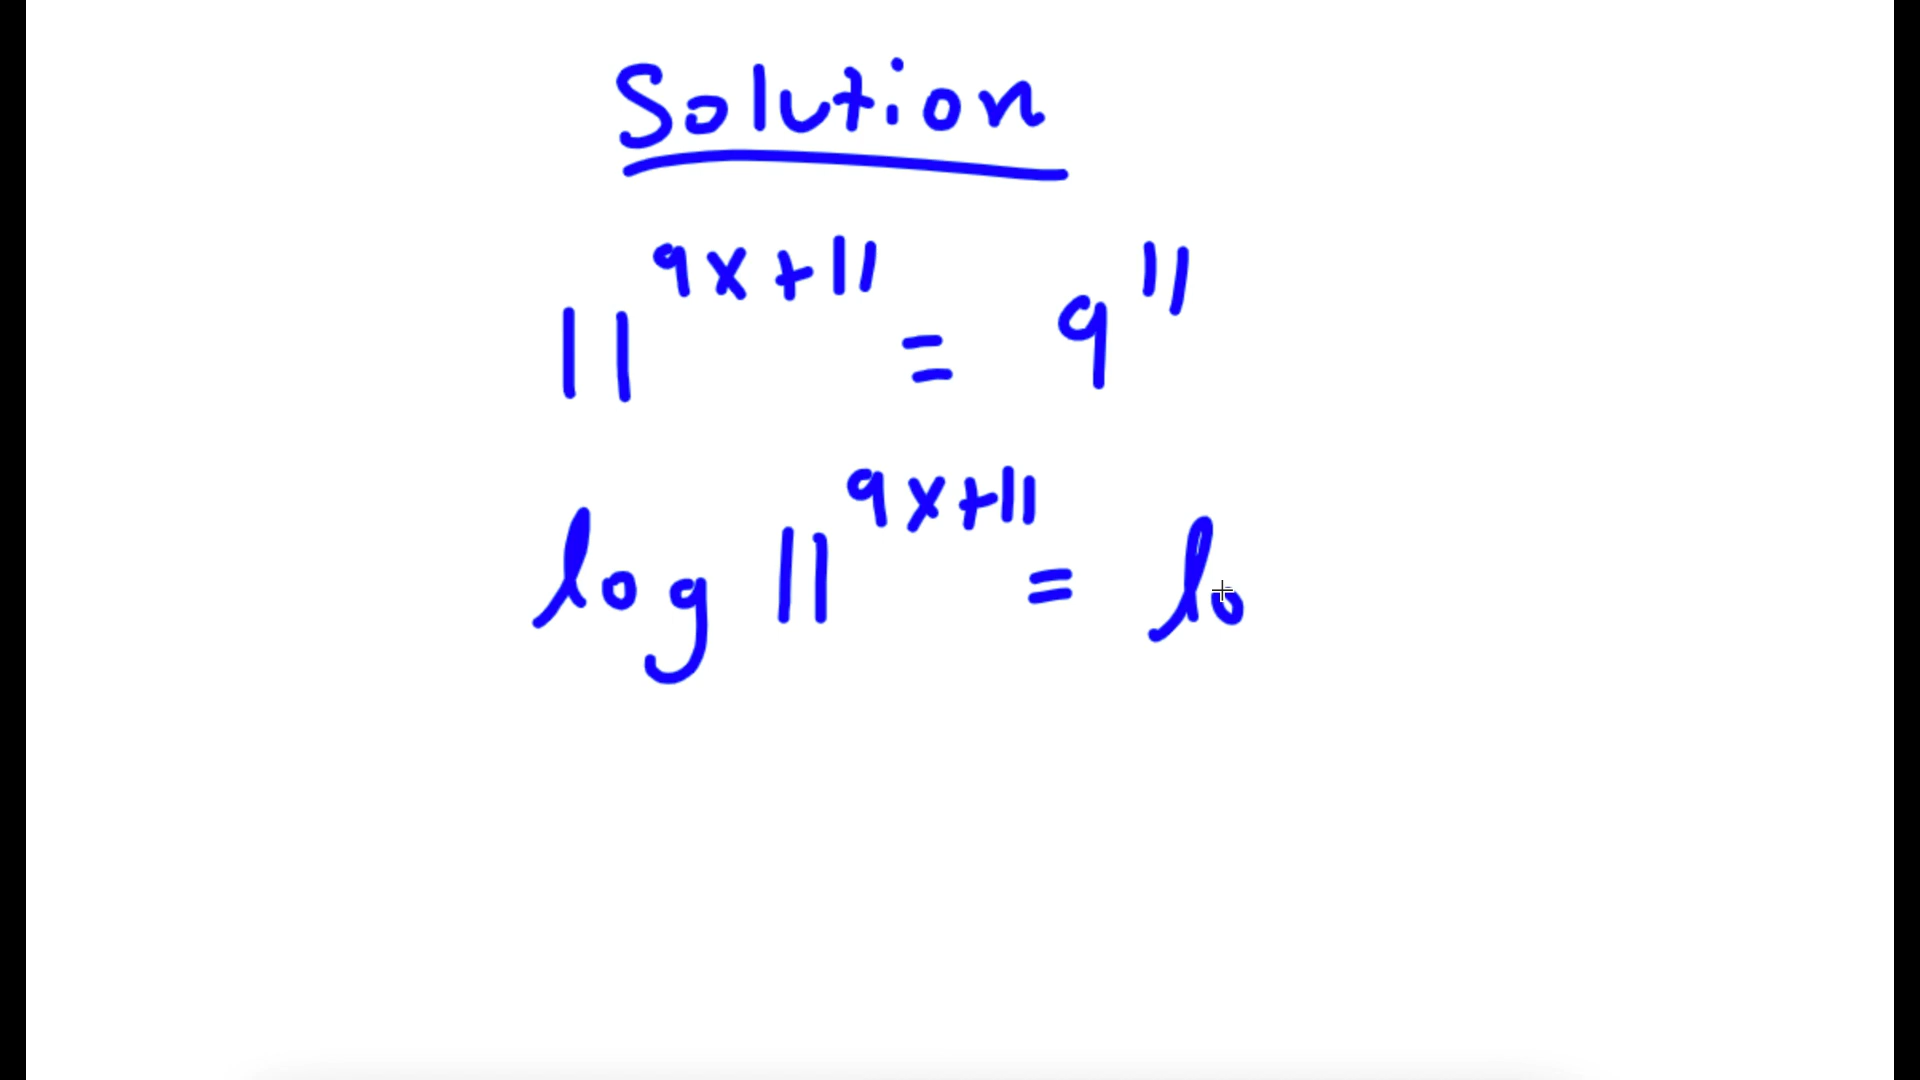 Solution
11^{9x+11} = 9^{11}
log 11^{9x+11} = lo